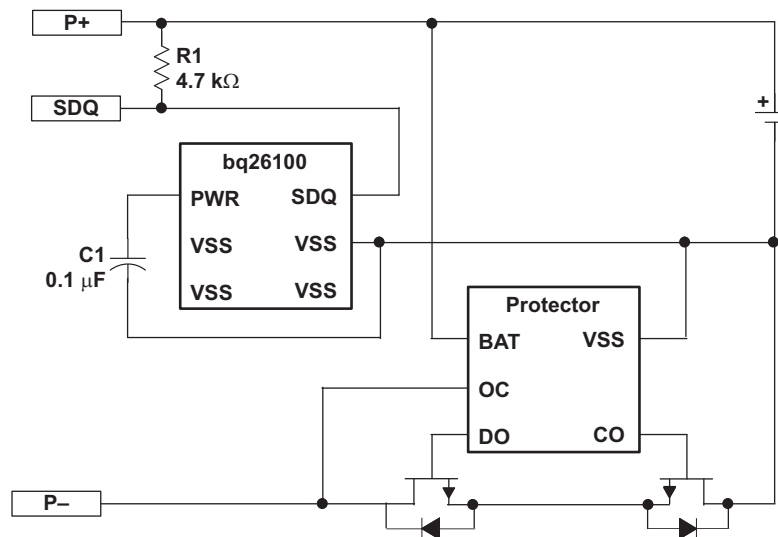 P+
R1
4.7 kΩ
SDQ
+
bq26100
PWR SDQ
VSS VSS
VSS VSS
C1
0.1 μF
Protector
BAT VSS
OC
DO CO
P–